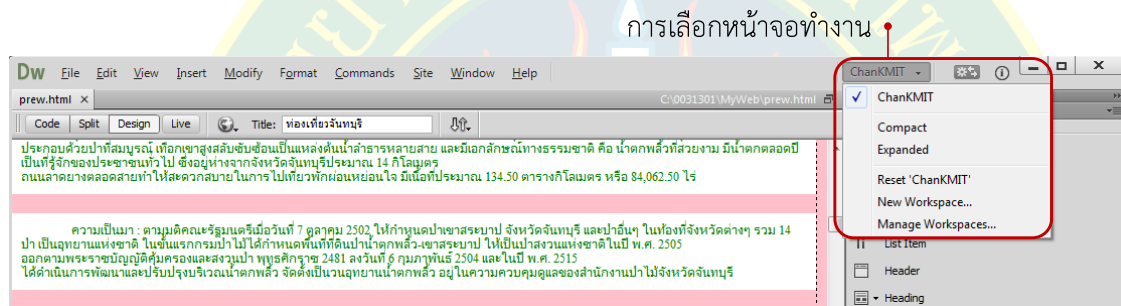 การเลือกหน้าจอทำงาน
Dw File Edit View Insert Modify Format Commands Site Window Help ChanKMIT
prew.html × C:\0031301\MyWeb\prew.html
Code Split Design Live Title: ท่องเที่ยวจันทบุรี
ประกอบด้วยป่าที่สมบูรณ์ เทือกเขาสูงสลับซับซ้อนเป็นแหล่งต้นน้ำลำธารหลายสาย และมีเอกลักษณ์ทางธรรมชาติ คือ น้ำตกพลิ้วที่สวยงาม มีน้ำตกตลอดปี
เป็นที่รู้จักของประชาชนทั่วไป ซึ่งอยู่ห่างจากจังหวัดจันทบุรีประมาณ 14 กิโลเมตร
ถนนลาดยางตลอดสายทำให้สะดวกสบายในการ ไปเที่ยวพักผ่อนหย่อนใจ มีเนื้อที่ประมาณ 134.50 ตารางกิโลเมตร หรือ 84,062.50 ไร่
ความเป็นมา : ตามมติคณะรัฐมนตรีเมื่อวันที่ 7 ตุลาคม 2502 ให้กำหนดป่าเขาสระบาป จังหวัดจันทบุรี และป่าอื่นๆ ในท้องที่จังหวัดต่างๆ รวม 14
ป่า เป็นอุทยานแห่งชาติ ในขั้นแรกกรมป่าไม้ได้กำหนดพื้นที่ที่ดินป่าน้ำตกพลิ้ว-เขาสระบาป ให้เป็นป่าสงวนแห่งชาติในปี พ.ศ. 2505
ออกตามพระราชบัญญัติคุ้มครองและสงวนป่า พุทธศักราช 2481 ลงวันที่ 6 กุมภาพันธ์ 2504 และในปี พ.ศ. 2515
ได้ดำเนินการพัฒนาและปรับปรุงบริเวณน้ำตกพลิ้ว จัดตั้งเป็นวนอุทยานน้ำตกพลิ้ว อยู่ในความควบคุมดูแลของสำนักงานป่าไม้จังหวัดจันทบุรี
ChanKMIT
Compact
Expanded
Reset 'ChanKMIT'
New Workspace...
Manage Workspaces...
List Item
Header
Heading